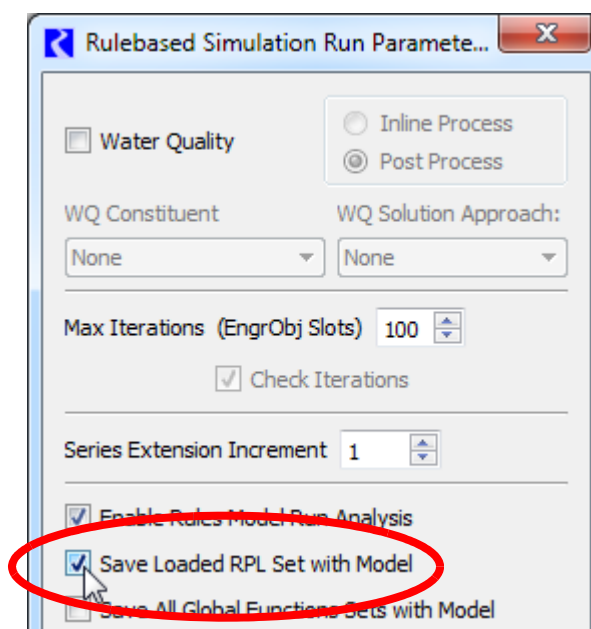 Rulebased Simulation Run Paramete...
Water Quality
Inline Process
Post Process
WQ Constituent
WQ Solution Approach:
None
None
Max Iterations (EngrObj Slots) 100
Check Iterations
Series Extension Increment 1
Enable Rules Model Run Analysis
Save Loaded RPL Set with Model
Save All Global Functions Sets with Model